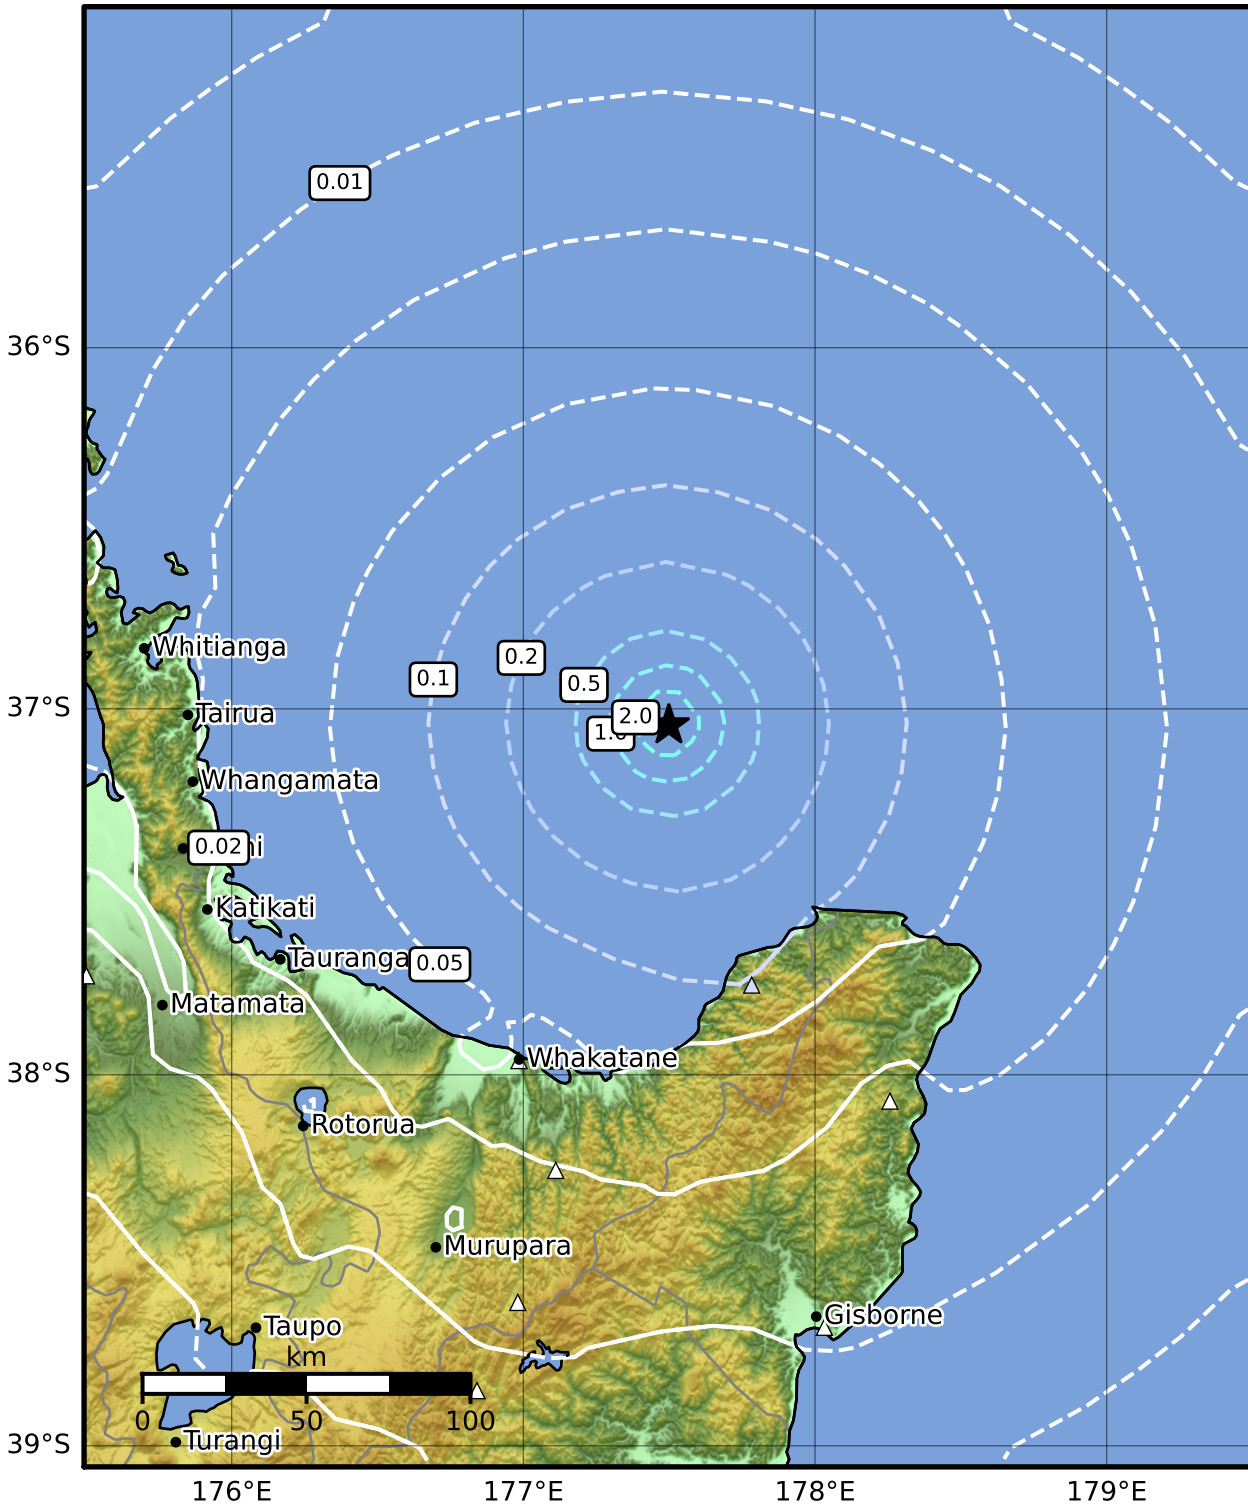 0.01
36°S
Whitianga
0.2
0.1
0.5
37°S
2.0
Tairua
Whangamata
0.02
Katikati
Tauranga
0.05
Matamata
Whakatane
38°S
Rotorua
Murupara
Gisborne
Taupo
km
0 50 100
Turangi
39°S
176°E 177°E 178°E 179°E